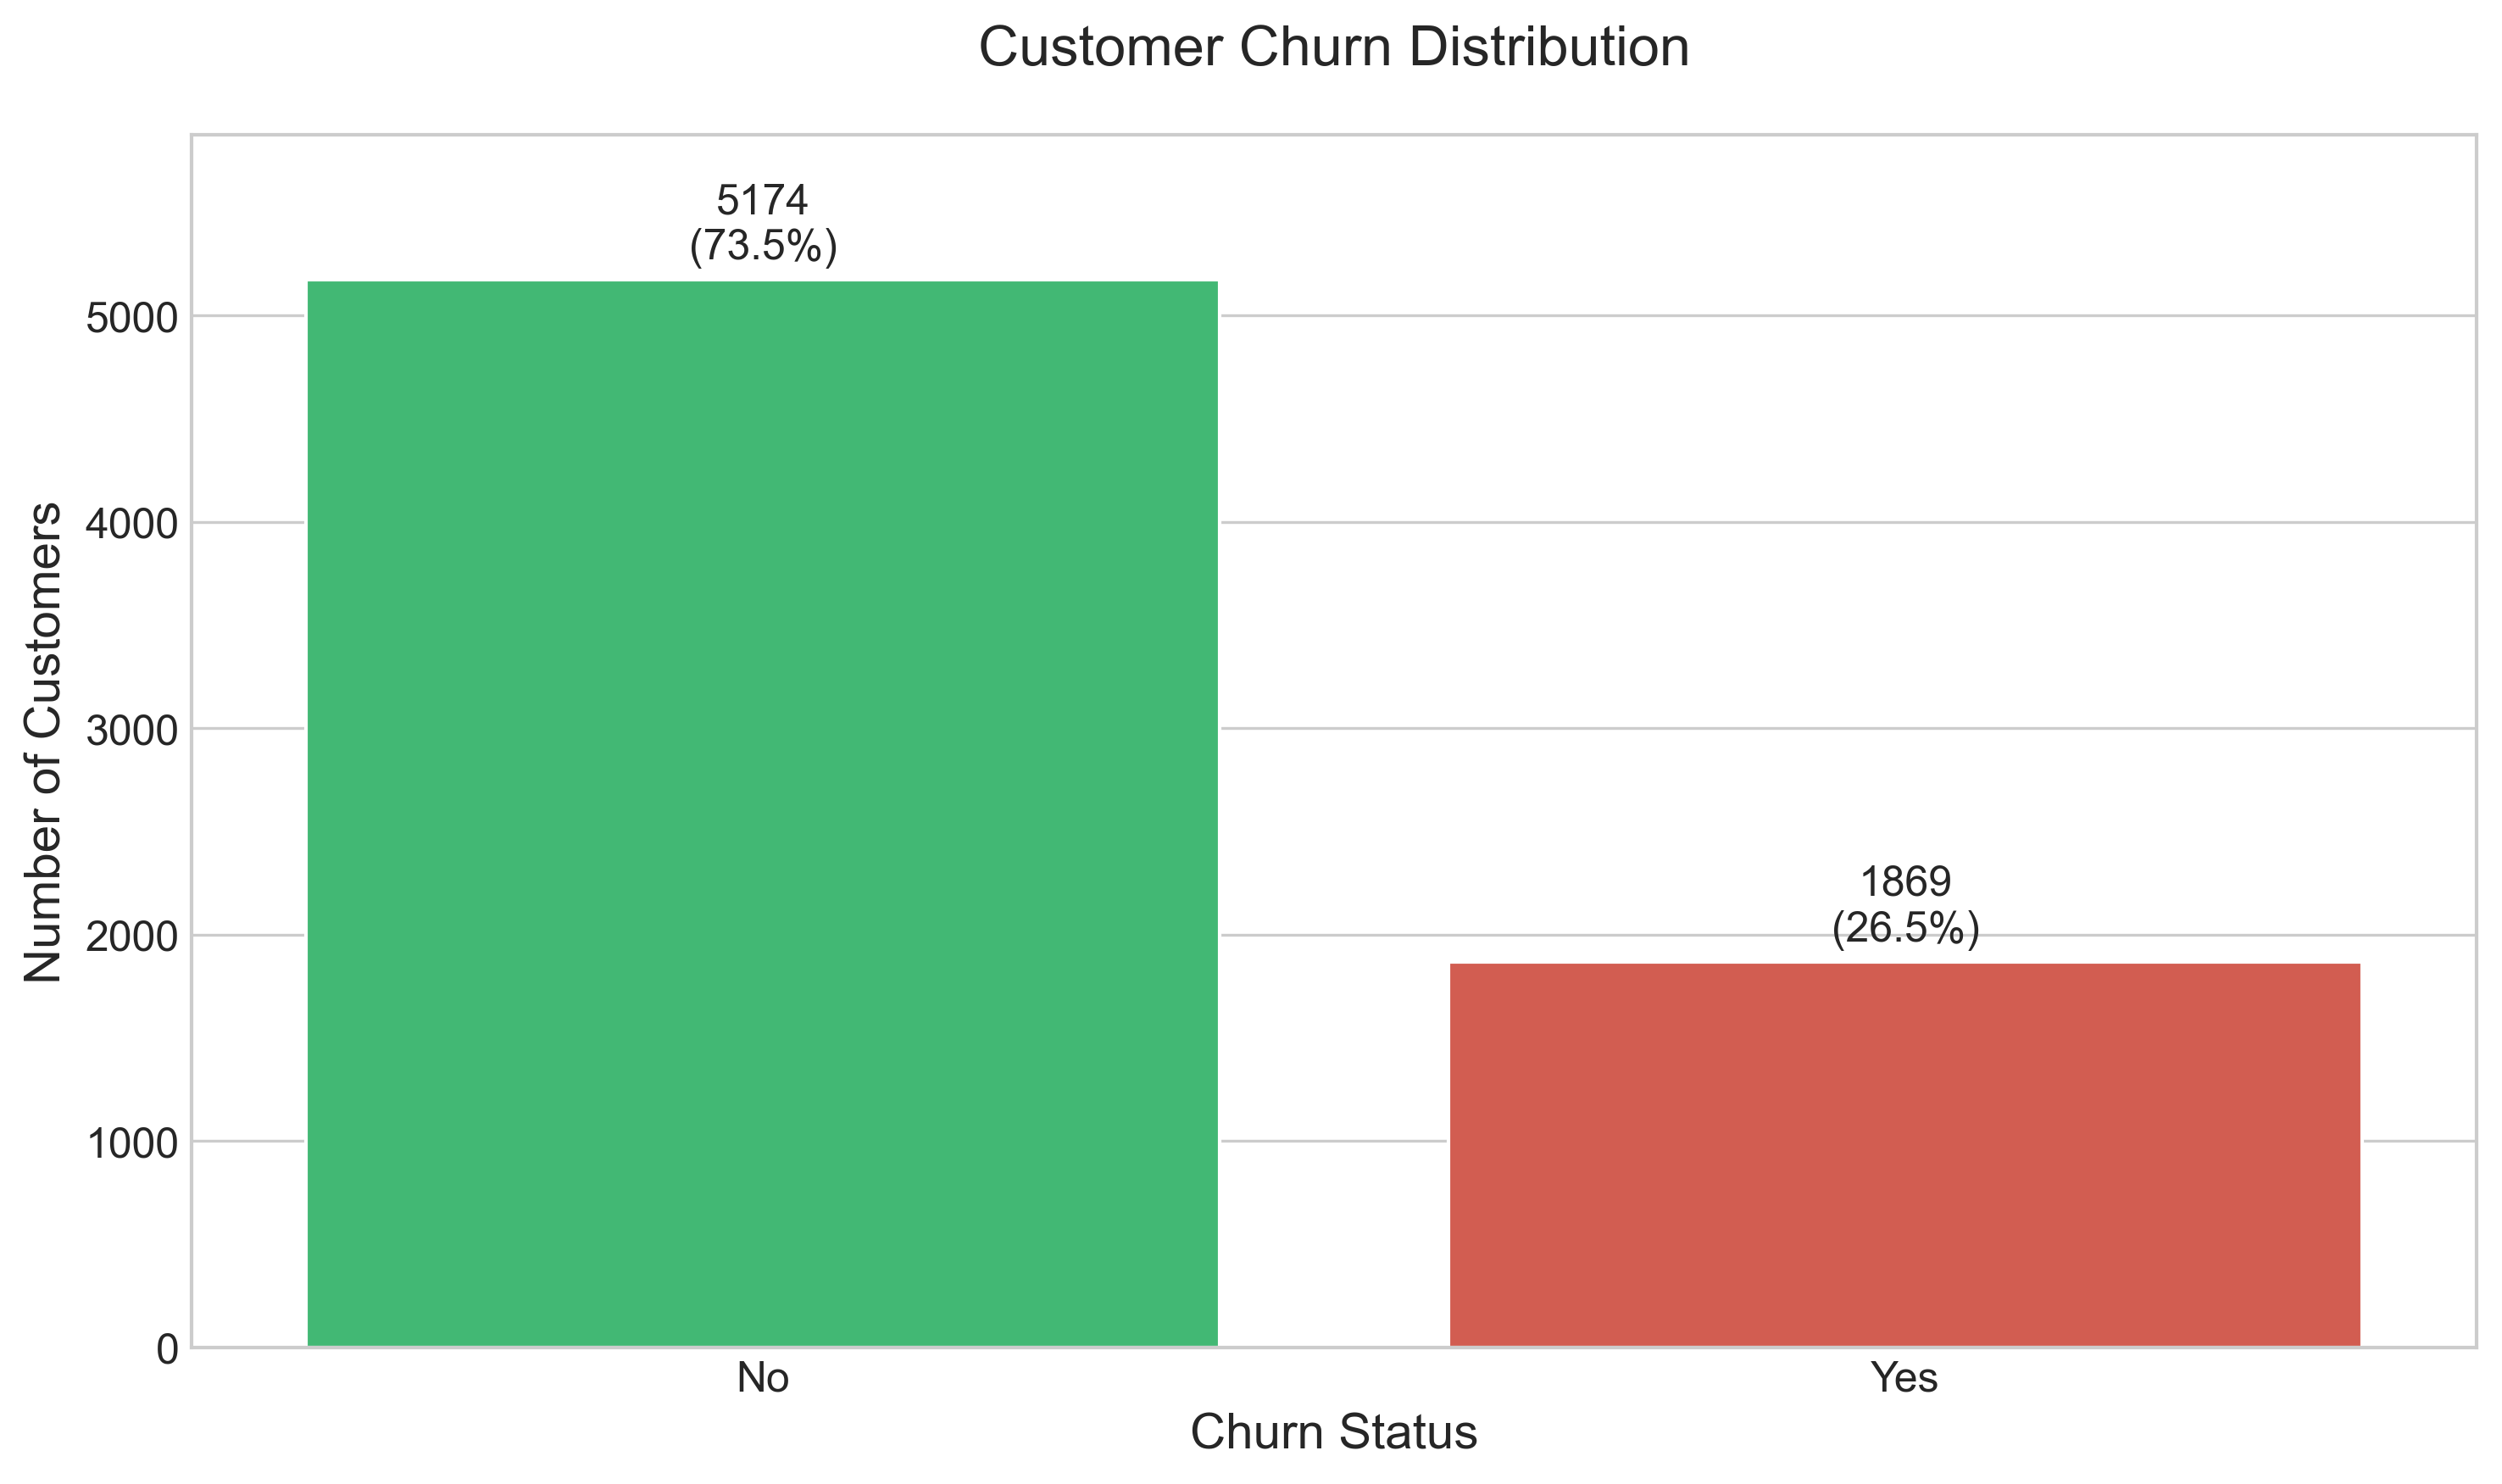 Customer Churn Distribution
5174
(73.5%)
5000
4000
3000
2000
1000
0
Number of Customers
1869
(26.5%)
No
Yes
Churn Status